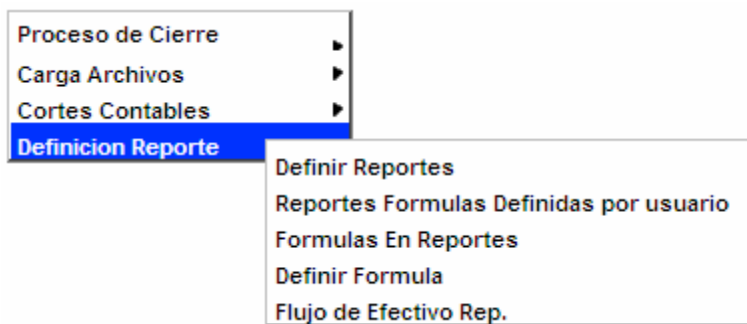 Proceso de Cierre
Carga Archivos
Cortes Contables
Definicion Reporte
Definir Reportes
Reportes Formulas Definidas por usuario
Formulas En Reportes
Definir Formula
Flujo de Efectivo Rep.